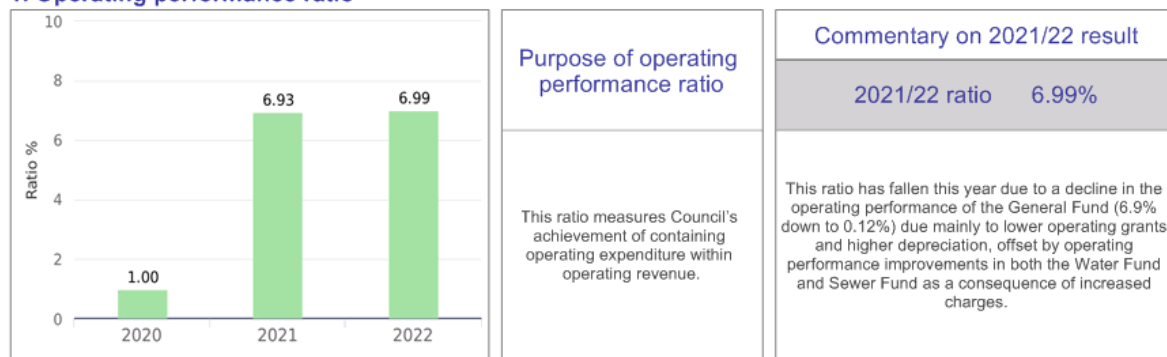 1. Operating performance ratio
10
8
6
4
2
0
Ratio %
1.00
6.93
6.99
2020
2021
2022
Purpose of operating
performance ratio
This ratio measures Council's
achievement of containing
operating expenditure within
operating revenue.
Commentary on 2021/22 result
2021/22 ratio 6.99%
This ratio has fallen this year due to a decline in the
operating performance of the General Fund (6.9%
down to 0.12%) due mainly to lower operating grants
and higher depreciation, offset by operating
performance improvements in both the Water Fund
and Sewer Fund as a consequence of increased
charges.